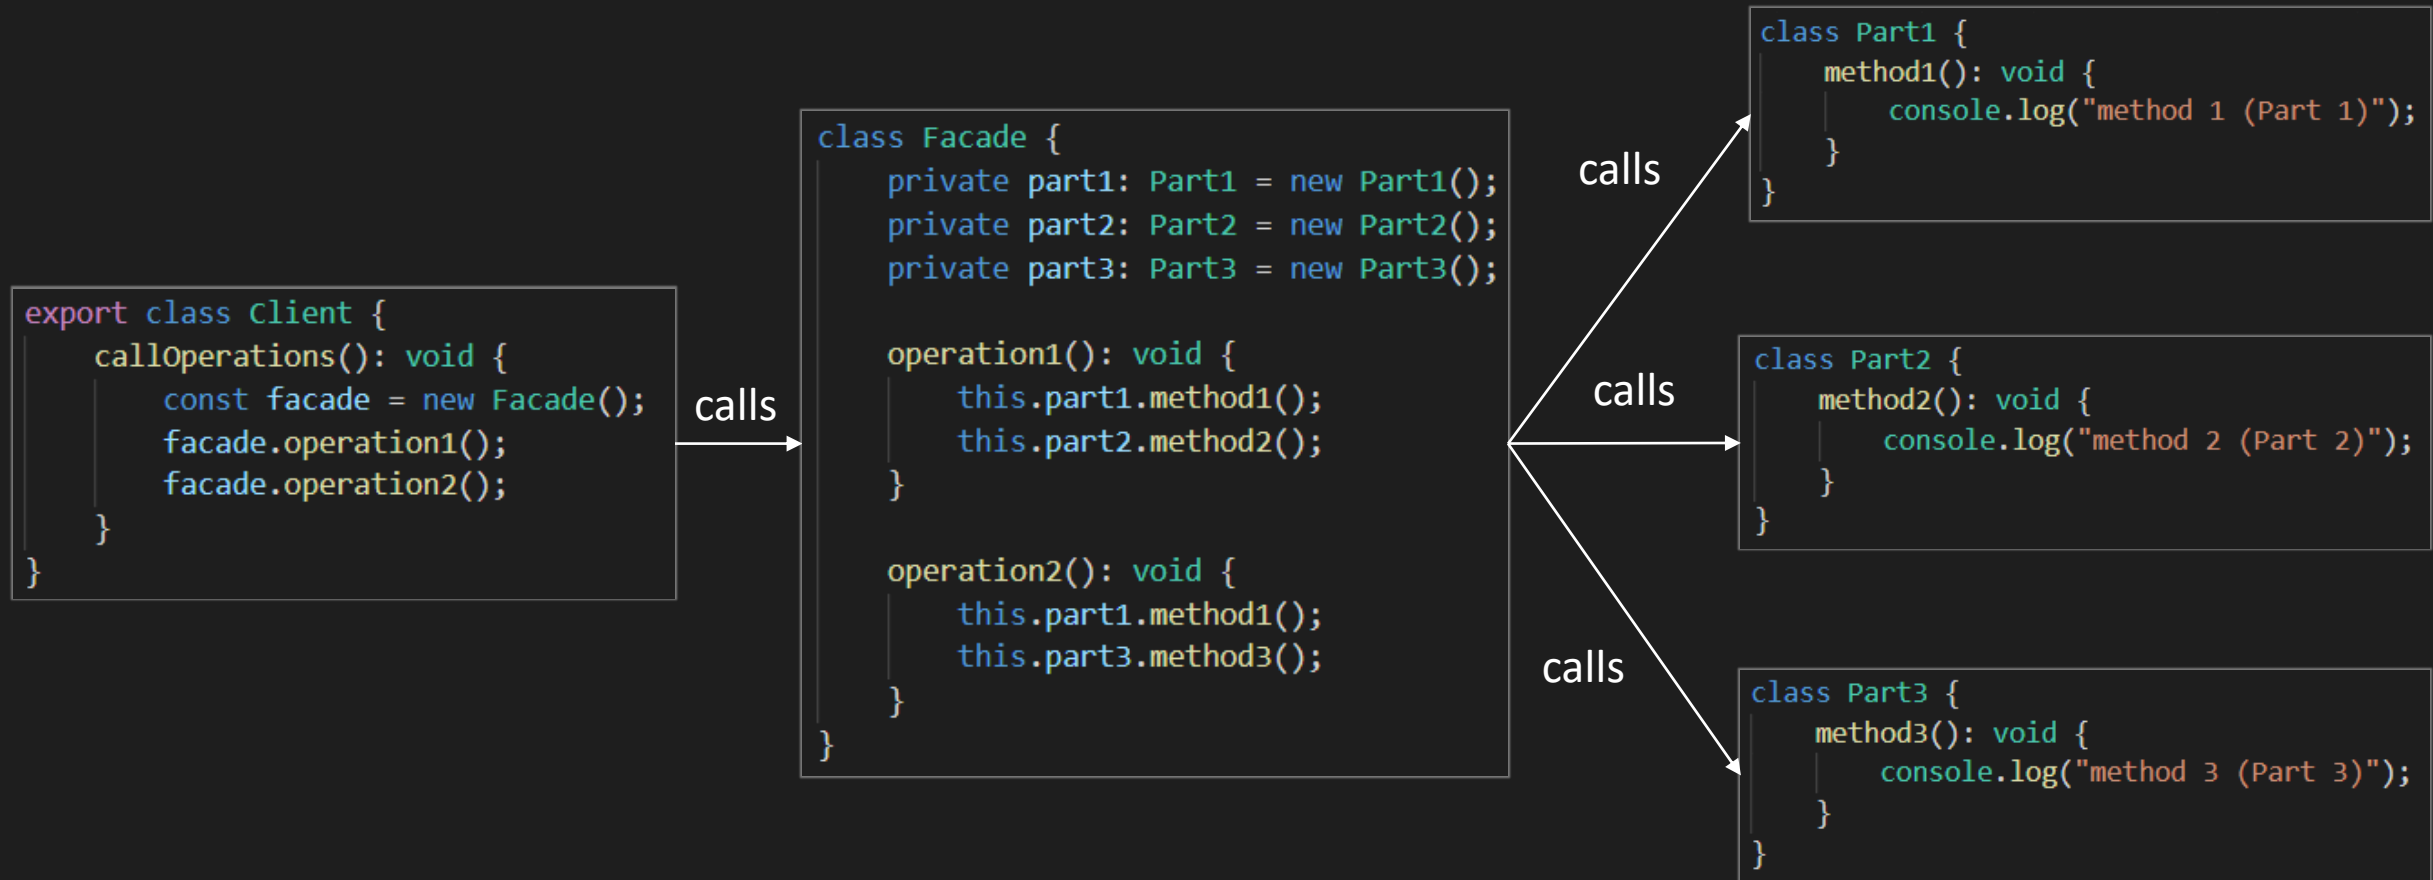 export class Client {
callOperations(): void {
const facade = new Facade();
facade.operation1();
facade.operation2();
}
}
calls
class Facade {
private part1: Part1 = new Part1();
private part2: Part2 = new Part2();
private part3: Part3 = new Part3();
operation1(): void {
this.part1.method1();
this.part2.method2();
}
operation2(): void {
this.part1.method1();
this.part3.method3();
}
}
calls
calls
calls
class Part1 {
method1(): void {
console.log("method 1 (Part 1)");
}
}
class Part2 {
method2(): void {
console.log("method 2 (Part 2)");
}
}
class Part3 {
method3(): void {
console.log("method 3 (Part 3)");
}
}